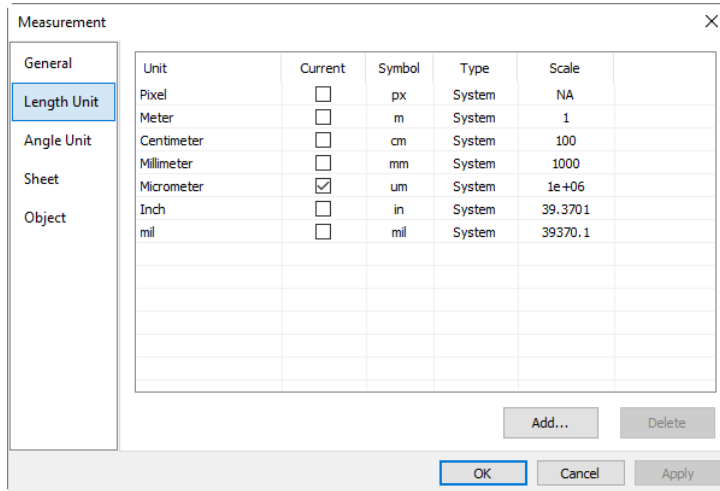 Measurement
General
Length Unit
Angle Unit
Sheet
Object
Unit Current Symbol Type Scale
Pixel px System NA
Meter m System 1
Centimeter cm System 100
Millimeter mm System 1000
Micrometer um System 1e+06
Inch in System 39.3701
mil mil System 39370.1
Add... Delete
OK Cancel Apply